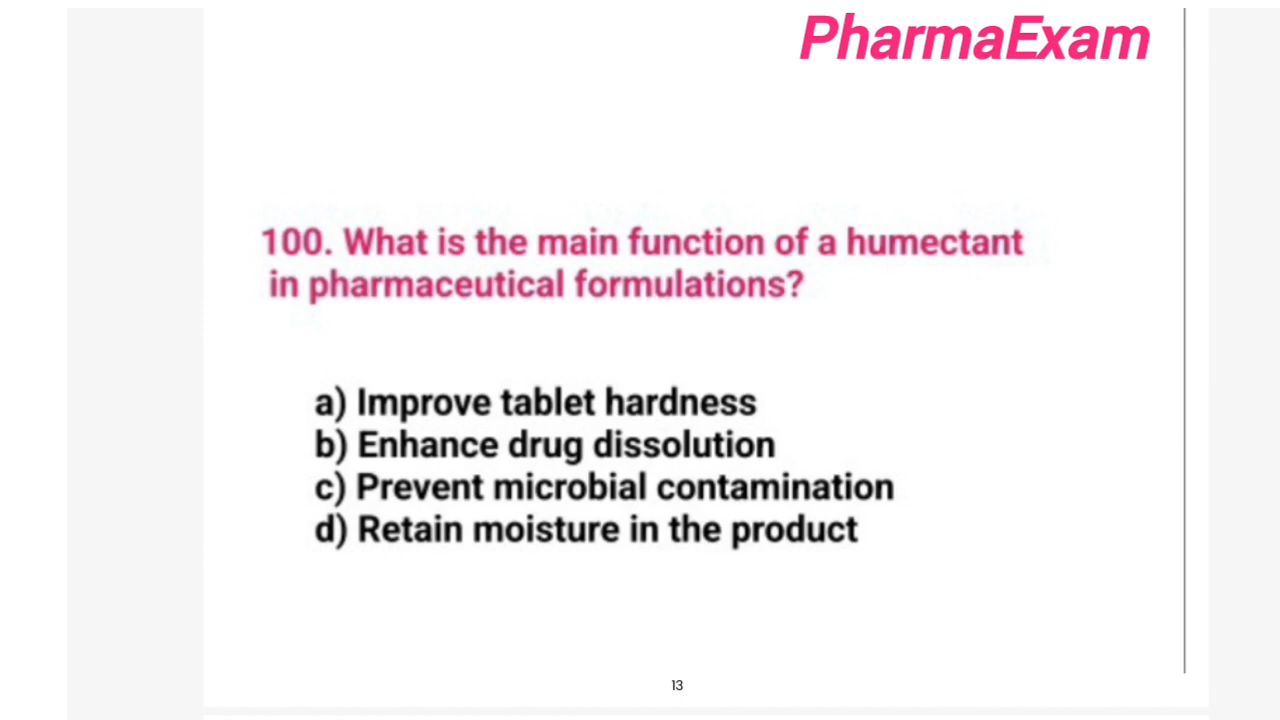 PharmaExam
100. What is the main function of a humectant
in pharmaceutical formulations?
a) Improve tablet hardness
b) Enhance drug dissolution
c) Prevent microbial contamination
d) Retain moisture in the product
13